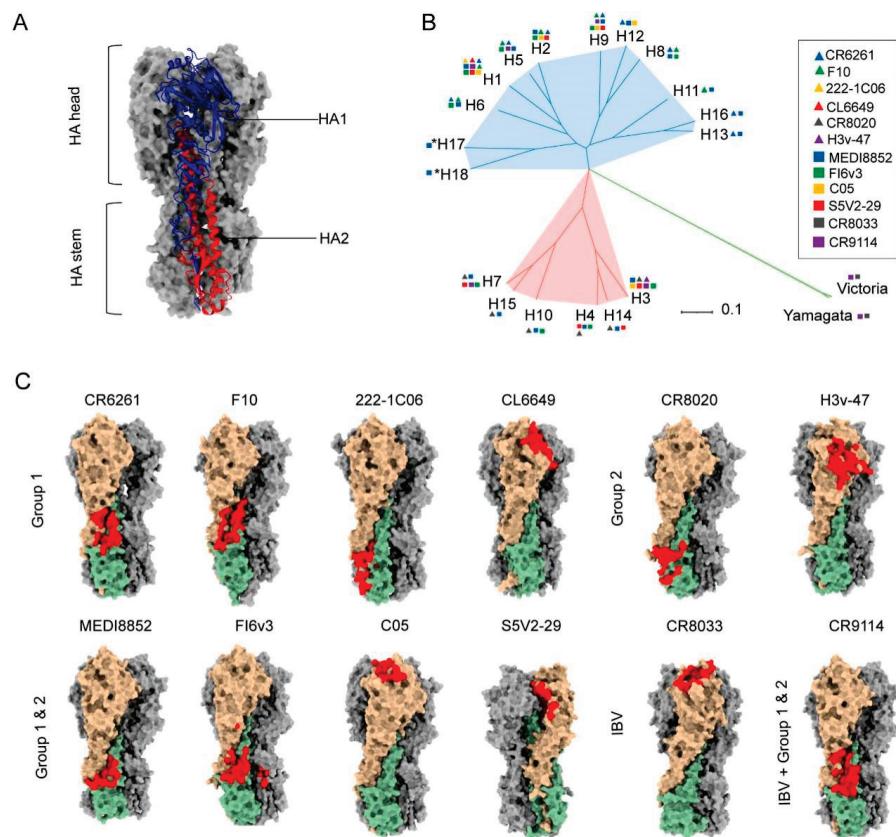 A
HA head
HA stem
HA1
HA2
B
H1
H5
H2
H9
H12
H8
H11
H16
H13
H6
*H17
*H18
H7
H15
H10
H4
H14
H3
0.1
Victoria
Yamagata
CR6261
F10
222-1C06
CL6649
CR8020
H3v-47
MEDI8852
FI6v3
C05
S5V2-29
CR8033
CR9114
C
CR6261 F10 222-1C06 CL6649 CR8020 H3v-47
Group 1
Group 2
MEDI8852 FI6v3 C05 S5V2-29 CR8033 CR9114
Group 1 & 2
IBV
IBV + Group 1 & 2